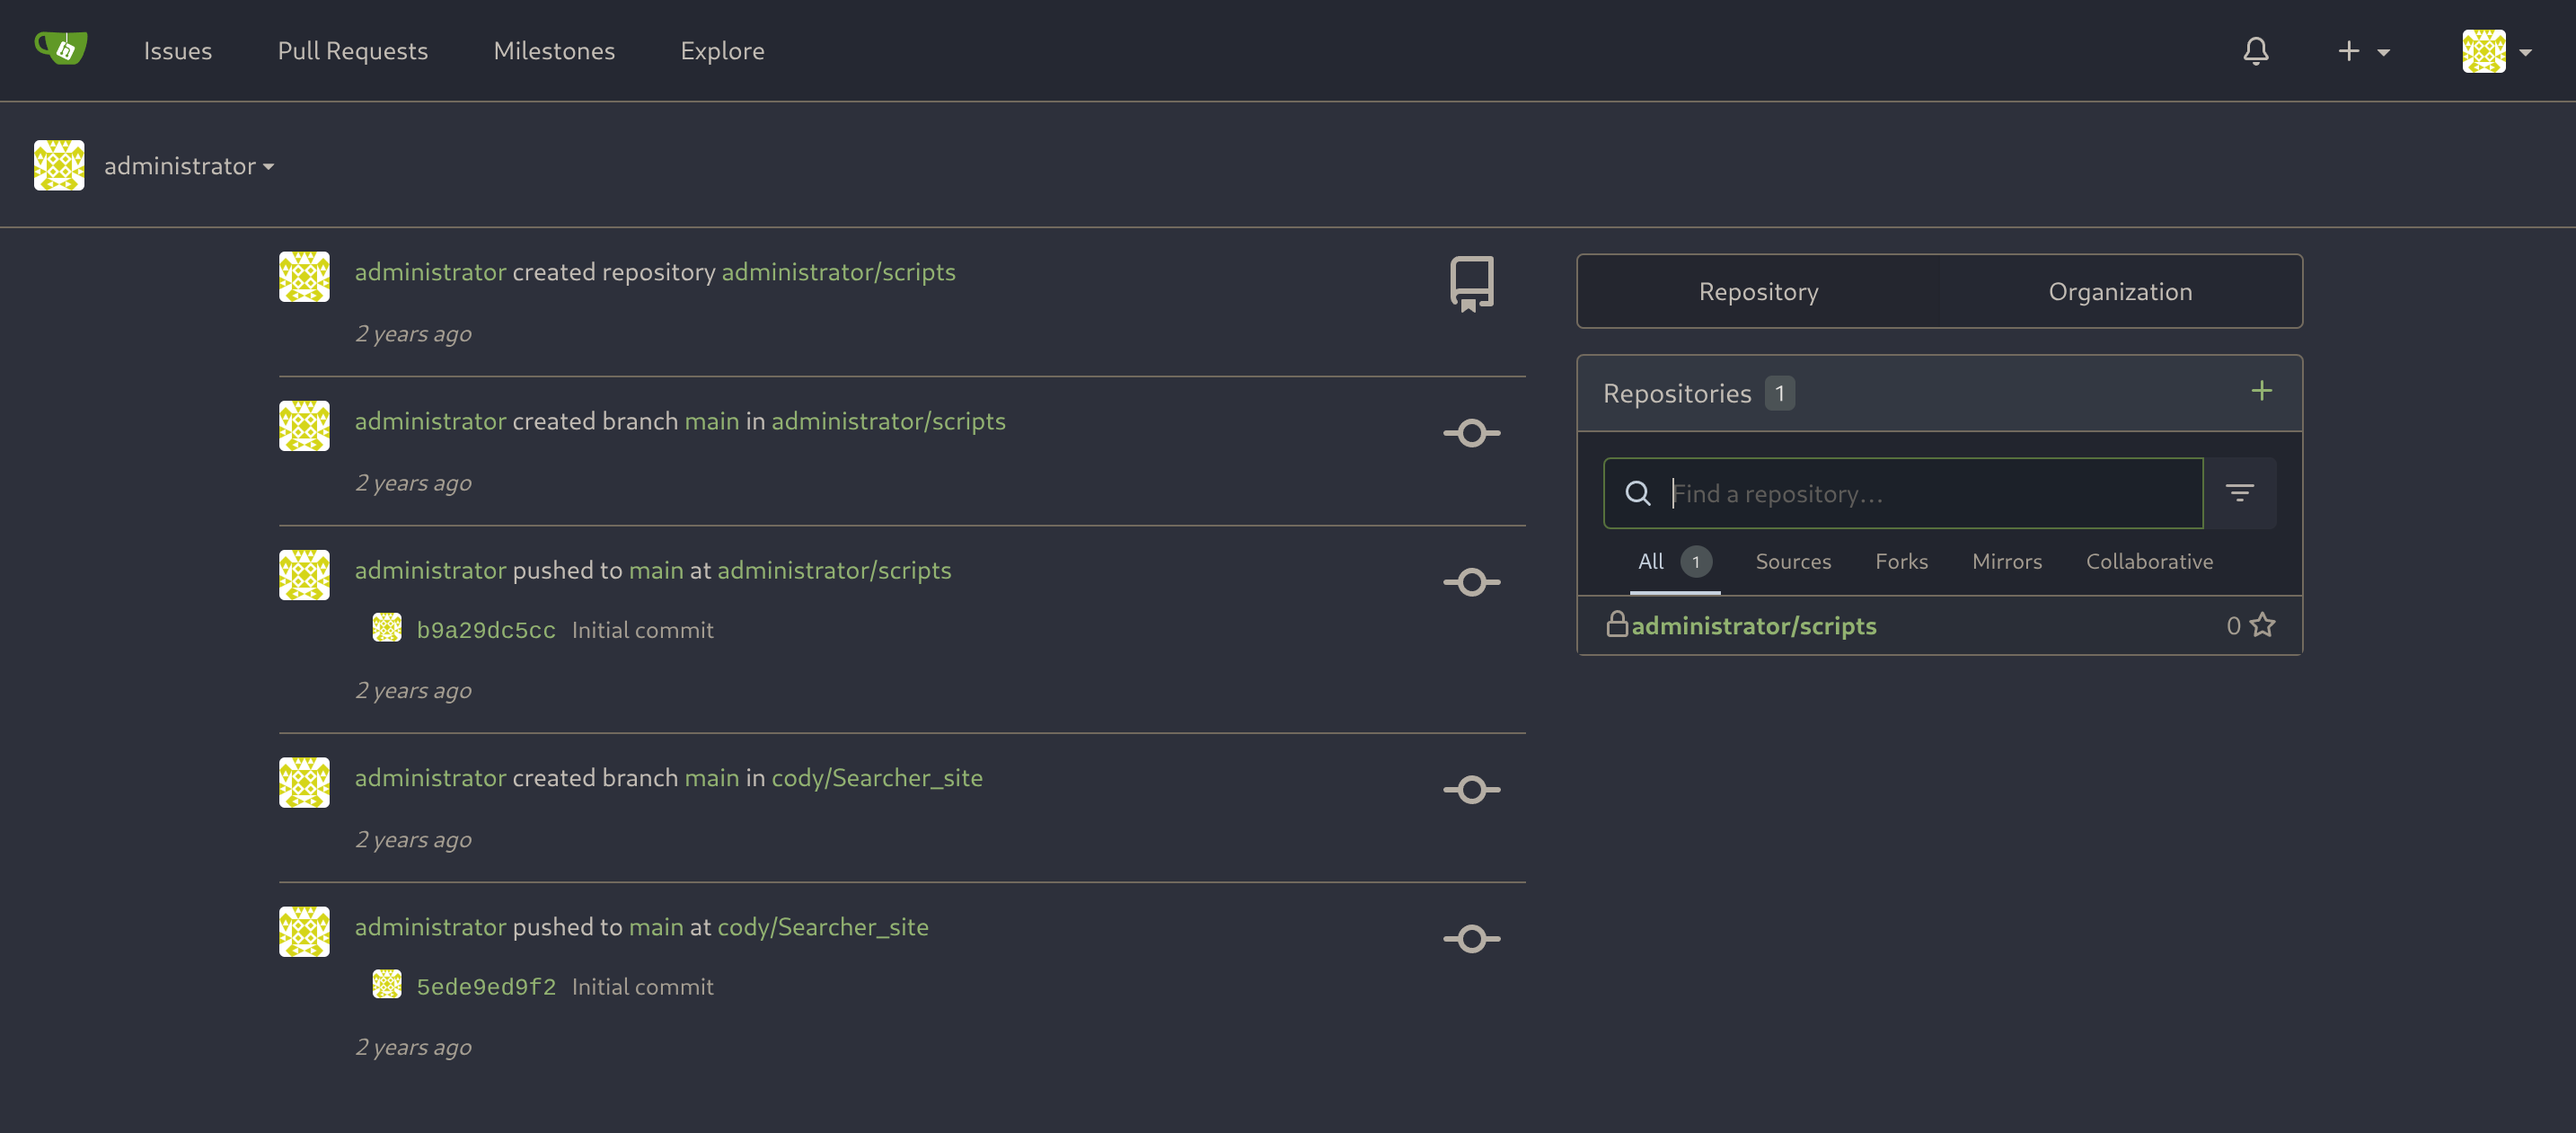 Issues Pull Requests Milestones Explore
administrator
administrator created repository administrator/scripts
2 years ago
administrator created branch main in administrator/scripts
2 years ago
administrator pushed to main at administrator/scripts
b9a29dc5cc Initial commit
2 years ago
administrator created branch main in cody/Searcher_site
2 years ago
administrator pushed to main at cody/Searcher_site
5ede9ed9f2 Initial commit
2 years ago
Repository Organization
Repositories 1
Find a repository...
All 1 Sources Forks Mirrors Collaborative
administrator/scripts 0